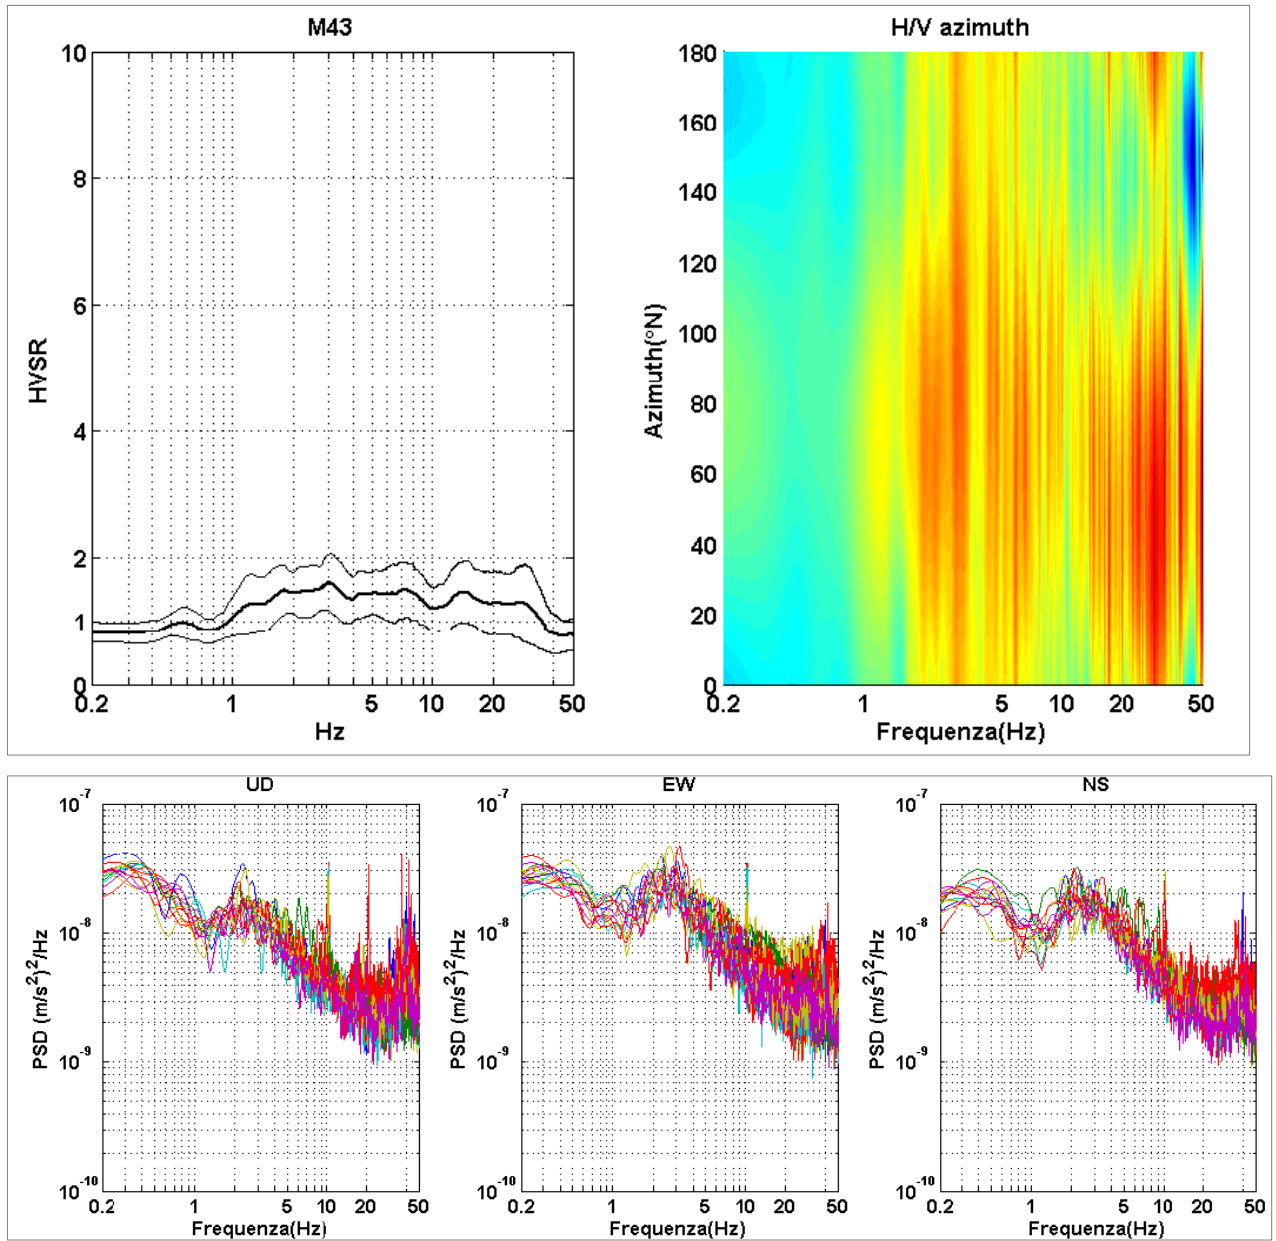 M43
HVSR
10
8
6
4
2
1
0
0.2 1 5 10 20 50
Hz
H/V azimuth
Azimuth(°N)
180
160
140
120
100
80
60
40
20
0
0.2 1 5 10 20 50
Frequenza(Hz)
UD
PSD (m/s²)²/Hz
10⁻⁷
10⁻⁸
10⁻⁹
10⁻¹⁰
0.2 1 5 10 20 50
Frequenza(Hz)
EW
PSD (m/s²)²/Hz
10⁻⁷
10⁻⁸
10⁻⁹
10⁻¹⁰
0.2 1 5 10 20 50
Frequenza(Hz)
NS
PSD (m/s²)²/Hz
10⁻⁷
10⁻⁸
10⁻⁹
10⁻¹⁰
0.2 1 5 10 20 50
Frequenza(Hz)